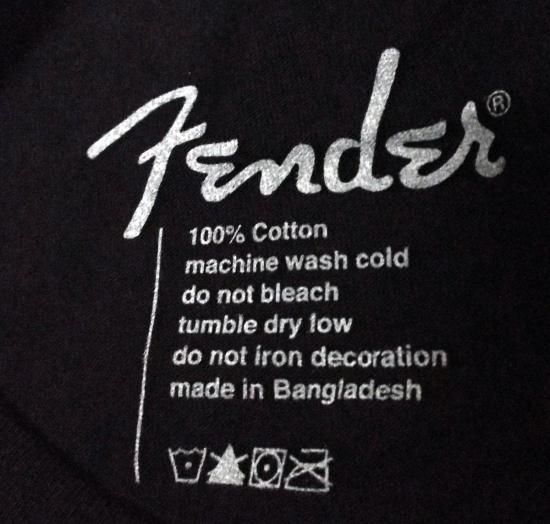 Fender®
100% Cotton
machine wash cold
do not bleach
tumble dry low
do not iron decoration
made in Bangladesh